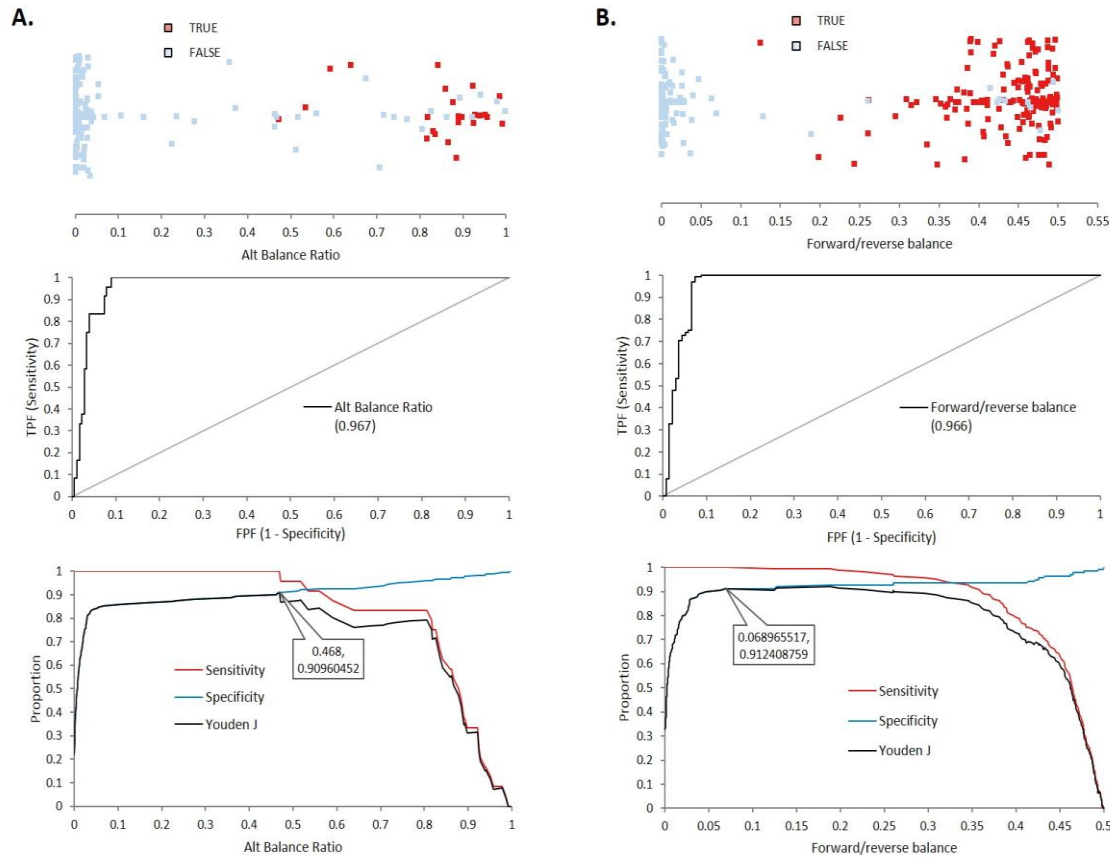 A.
TRUE
FALSE
0 0.1 0.2 0.3 0.4 0.5 0.6 0.7 0.8 0.9 1
Alt Balance Ratio
1
0.9
0.8
0.7
0.6
0.5
0.4
0.3
0.2
0.1
0
TPF (Sensitivity)
Alt Balance Ratio
(0.967)
0 0.1 0.2 0.3 0.4 0.5 0.6 0.7 0.8 0.9 1
FPF (1 - Specificity)
1
0.9
0.8
0.7
0.6
0.5
0.4
0.3
0.2
0.1
0
Proportion
0.468,
0.90960452
Sensitivity
Specificity
Youden J
0 0.1 0.2 0.3 0.4 0.5 0.6 0.7 0.8 0.9 1
Alt Balance Ratio
B.
TRUE
FALSE
0 0.05 0.1 0.15 0.2 0.25 0.3 0.35 0.4 0.45 0.5 0.55
Forward/reverse balance
1
0.9
0.8
0.7
0.6
0.5
0.4
0.3
0.2
0.1
0
TPF (Sensitivity)
Forward/reverse balance
(0.966)
0 0.1 0.2 0.3 0.4 0.5 0.6 0.7 0.8 0.9 1
FPF (1 - Specificity)
1
0.9
0.8
0.7
0.6
0.5
0.4
0.3
0.2
0.1
0
Proportion
0.068965517,
0.912408759
Sensitivity
Specificity
Youden J
0 0.05 0.1 0.15 0.2 0.25 0.3 0.35 0.4 0.45 0.5
Forward/reverse balance